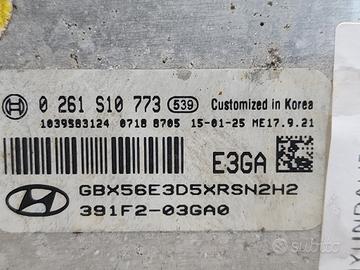 0 261 S10 773 539 Customized in Korea
1039S83124 0718 8705 15-01-25 ME17.9.21
E3GA
GBX56E3D5XRSN2H2
391F2-03GA0
subito